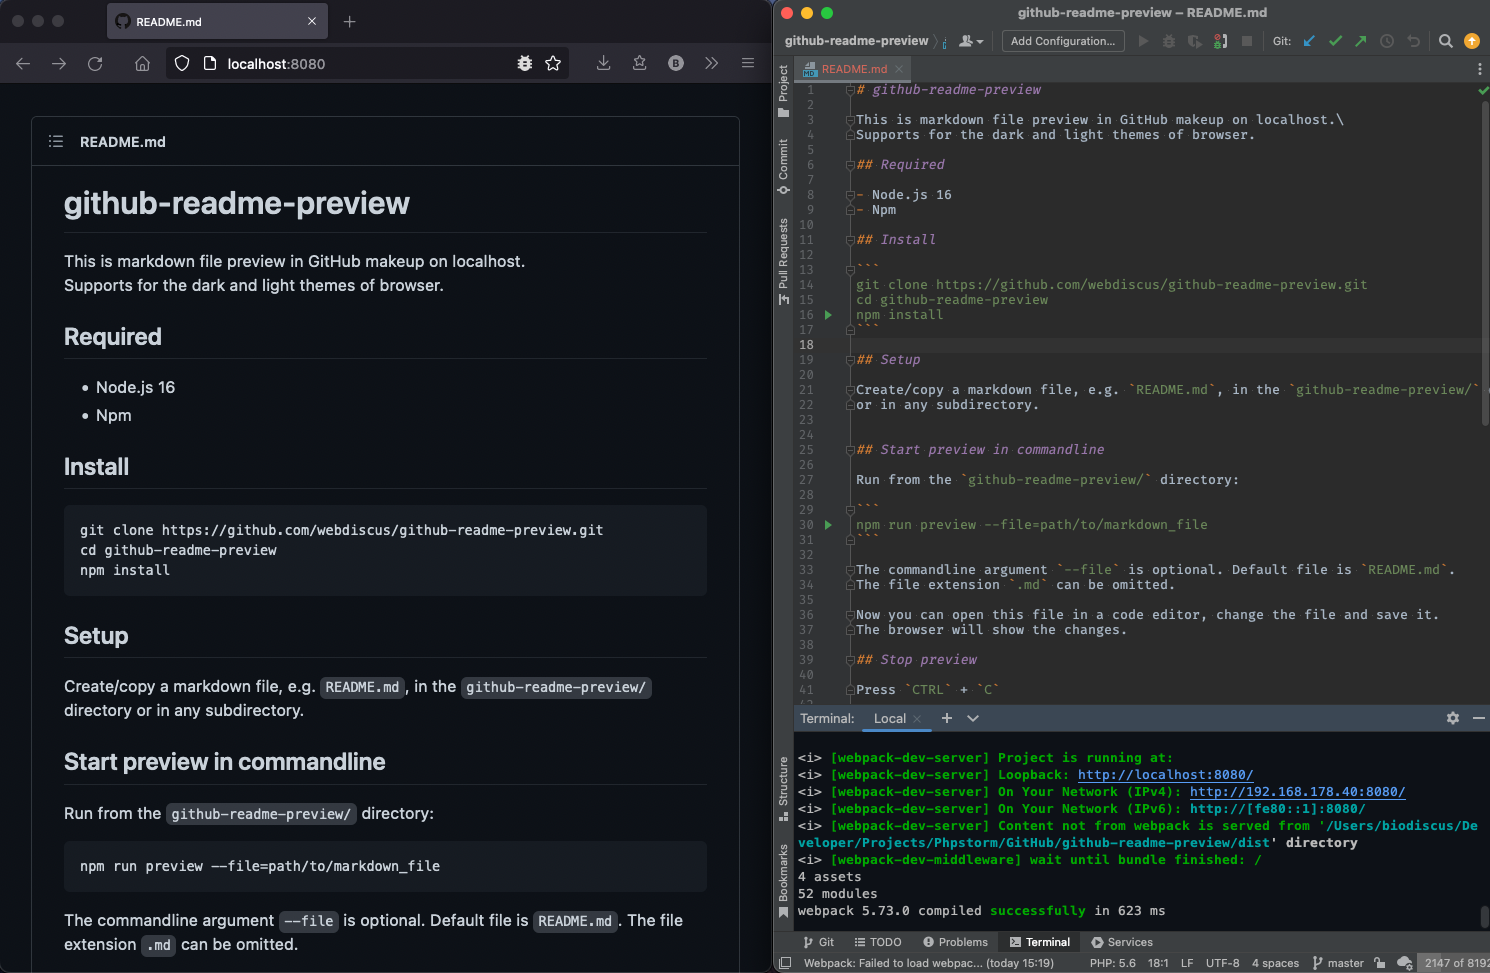 README.md
localhost:8080
B
README.md
github-readme-preview
This is markdown file preview in GitHub makeup on localhost.
Supports for the dark and light themes of browser.
Required
• Node.js 16
• Npm
Install
git clone https://github.com/webdiscus/github-readme-preview.git
cd github-readme-preview
npm install
Setup
Create/copy a markdown file, e.g. README.md, in the github-readme-preview/
directory or in any subdirectory.
Start preview in commandline
Run from the github-readme-preview/ directory:
npm run preview --file=path/to/markdown_file
The commandline argument --file is optional. Default file is README.md. The file
extension .md can be omitted.
github-readme-preview – README.md
github-readme-preview
Add Configuration...
Git:
Project
Commit
Pull Requests
Structure
Bookmarks
MD README.md
1 # github-readme-preview
2
3 This is markdown file preview in GitHub makeup on localhost.\
4 Supports for the dark and light themes of browser.
5
6 ## Required
7
8 - Node.js 16
9 - Npm
10
11 ## Install
12
13 ```
14 git clone https://github.com/webdiscus/github-readme-preview.git
15 cd github-readme-preview
16 npm install
17 ```
18
19 ## Setup
20
21 Create/copy a markdown file, e.g. `README.md`, in the `github-readme-preview/`
22 or in any subdirectory.
23
24
25 ## Start preview in commandline
26
27 Run from the `github-readme-preview/` directory:
28
29 ```
30 npm run preview --file=path/to/markdown_file
31 ```
32
33 The commandline argument `--file` is optional. Default file is `README.md`.
34 The file extension `.md` can be omitted.
35
36 Now you can open this file in a code editor, change the file and save it.
37 The browser will show the changes.
38
39 ## Stop preview
40
41 Press `CTRL` + `C`
Terminal: Local
<i> [webpack-dev-server] Project is running at:
<i> [webpack-dev-server] Loopback: http://localhost:8080/
<i> [webpack-dev-server] On Your Network (IPv4): http://192.168.178.40:8080/
<i> [webpack-dev-server] On Your Network (IPv6): http://[fe80::1]:8080/
<i> [webpack-dev-server] Content not from webpack is served from '/Users/biodiscus/De
veloper/Projects/Phpstorm/GitHub/github-readme-preview/dist' directory
<i> [webpack-dev-middleware] wait until bundle finished: /
4 assets
52 modules
webpack 5.73.0 compiled successfully in 623 ms
Git TODO Problems Terminal Services
Webpack: Failed to load webpac... (today 15:19) PHP: 5.6 18:1 LF UTF-8 4 spaces master 2147 of 8192